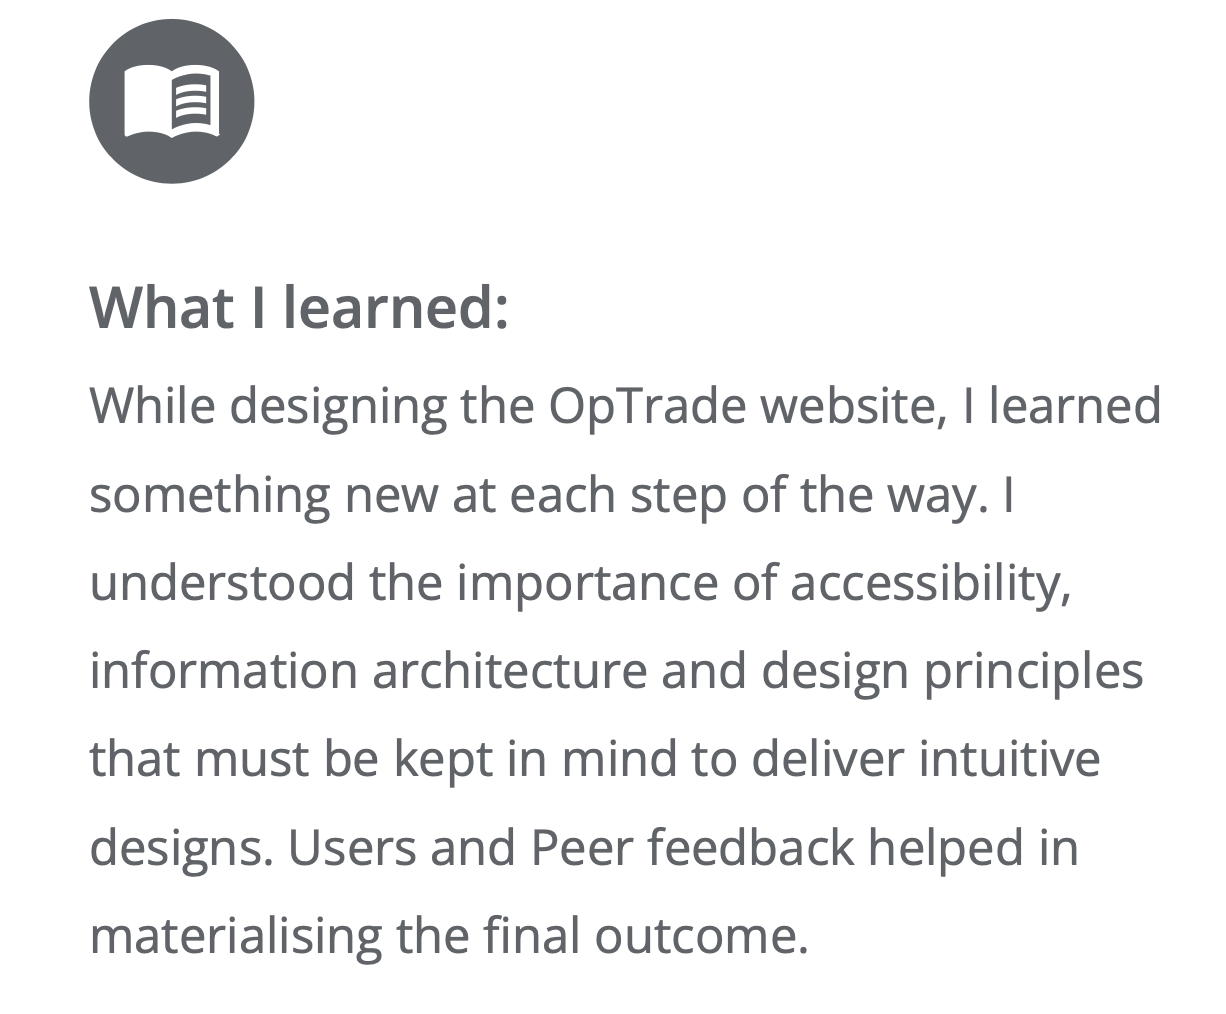 What I learned:
While designing the OpTrade website, I learned
something new at each step of the way. I
understood the importance of accessibility,
information architecture and design principles
that must be kept in mind to deliver intuitive
designs. Users and Peer feedback helped in
materialising the final outcome.